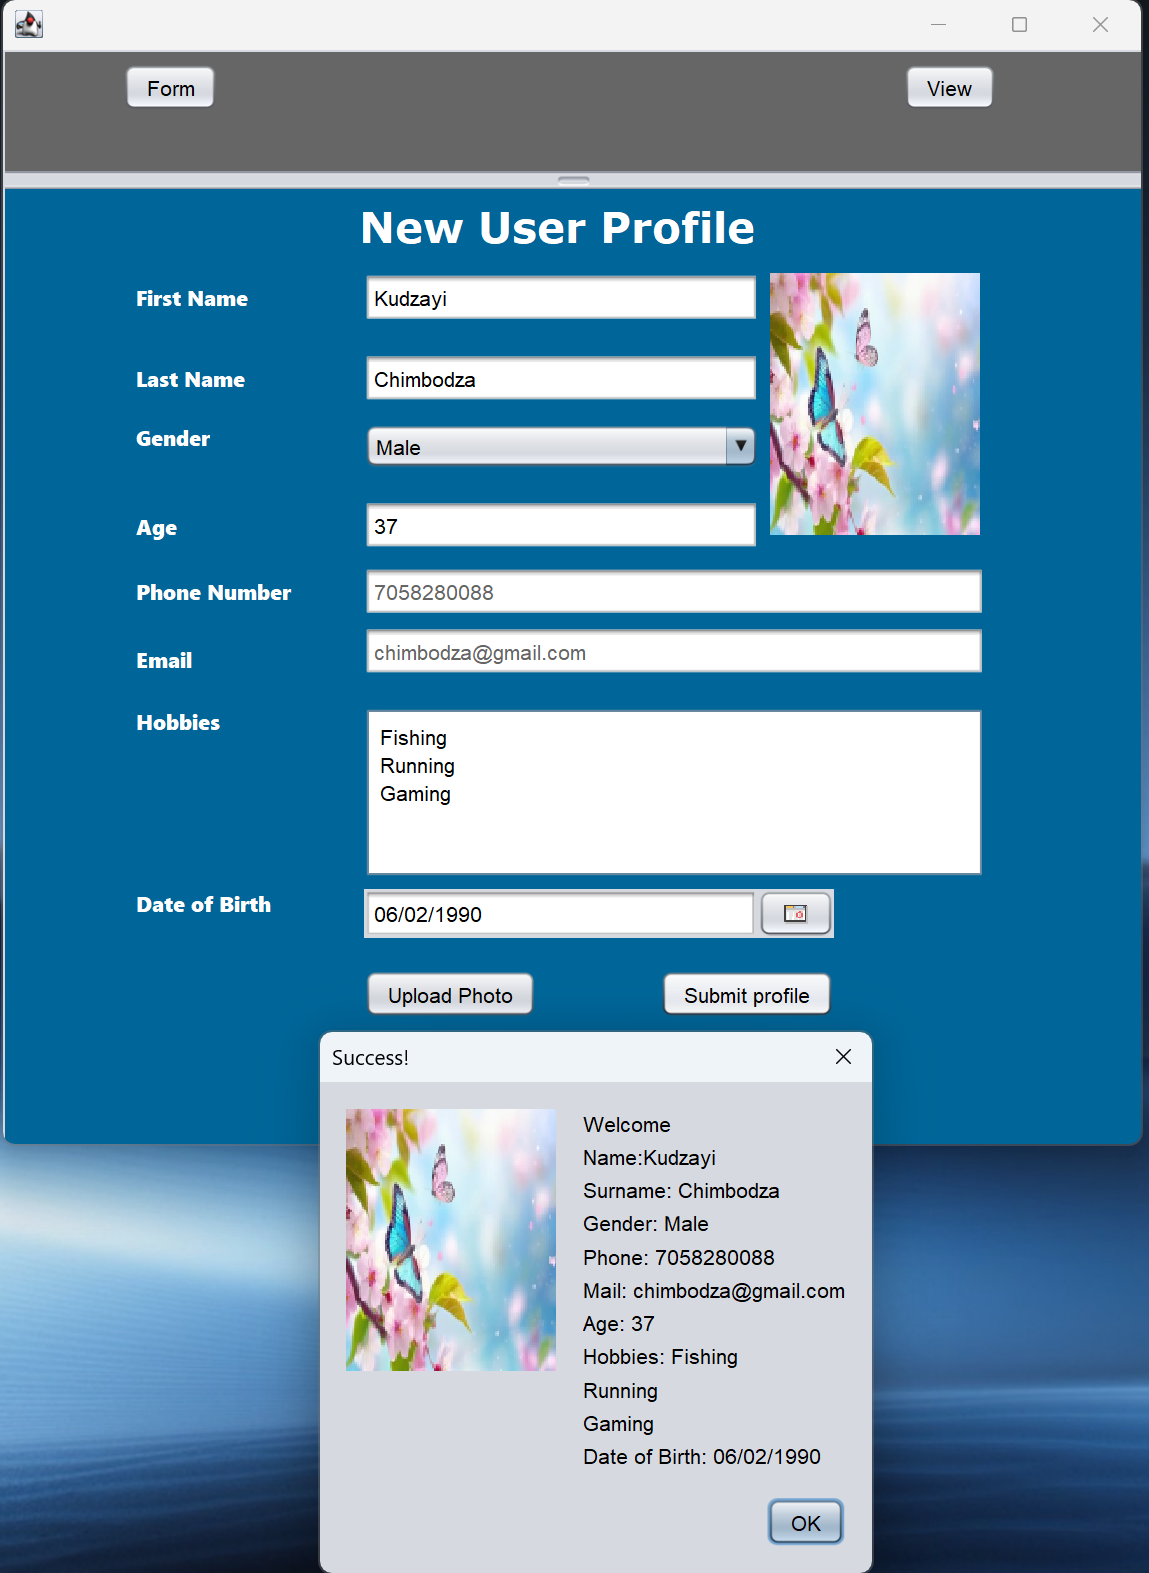 Form
View
New User Profile
First Name
Kudzayi
Last Name
Chimbodza
Gender
Male
Age
37
Phone Number
7058280088
Email
chimbodza@gmail.com
Hobbies
Fishing
Running
Gaming
Date of Birth
06/02/1990
Upload Photo
Submit profile
Success!
Welcome
Name:Kudzayi
Surname: Chimbodza
Gender: Male
Phone: 7058280088
Mail: chimbodza@gmail.com
Age: 37
Hobbies: Fishing
Running
Gaming
Date of Birth: 06/02/1990
OK